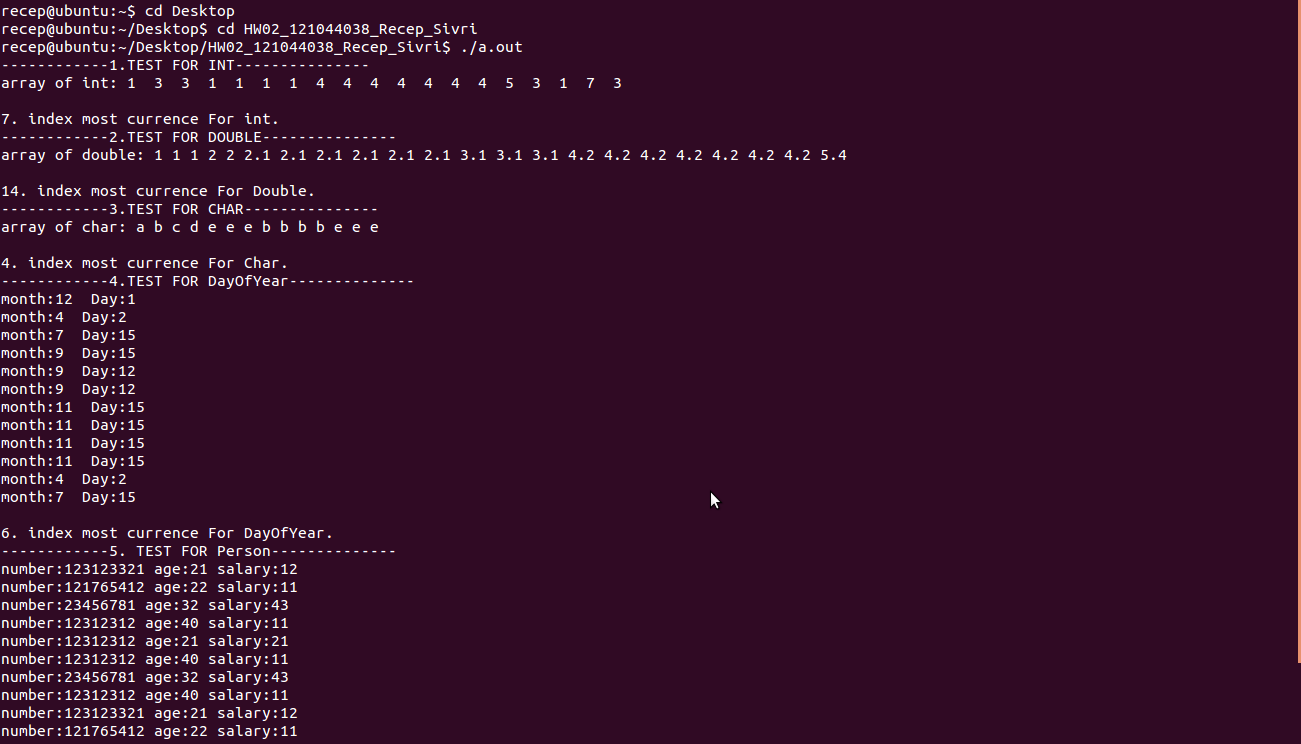 recep@ubuntu:~$ cd Desktop
recep@ubuntu:~/Desktop$ cd HW02_121044038_Recep_Sivri
recep@ubuntu:~/Desktop/HW02_121044038_Recep_Sivri$ ./a.out
------------1.TEST FOR INT---------------
array of int: 1  3  3  1  1  1  1  4  4  4  4  4  4  4  5  3  1  7  3
7. index most currence For int.
------------2.TEST FOR DOUBLE---------------
array of double: 1 1 1 2 2 2.1 2.1 2.1 2.1 2.1 2.1 3.1 3.1 3.1 4.2 4.2 4.2 4.2 4.2 4.2 4.2 5.4
14. index most currence For Double.
------------3.TEST FOR CHAR---------------
array of char: a b c d e e e b b b b e e e
4. index most currence For Char.
------------4.TEST FOR DayOfYear--------------
month:12  Day:1
month:4  Day:2
month:7  Day:15
month:9  Day:15
month:9  Day:12
month:9  Day:12
month:11  Day:15
month:11  Day:15
month:11  Day:15
month:11  Day:15
month:4  Day:2
month:7  Day:15
6. index most currence For DayOfYear.
------------5. TEST FOR Person--------------
number:123123321 age:21 salary:12
number:121765412 age:22 salary:11
number:23456781 age:32 salary:43
number:12312312 age:40 salary:11
number:12312312 age:21 salary:21
number:12312312 age:40 salary:11
number:23456781 age:32 salary:43
number:12312312 age:40 salary:11
number:123123321 age:21 salary:12
number:121765412 age:22 salary:11